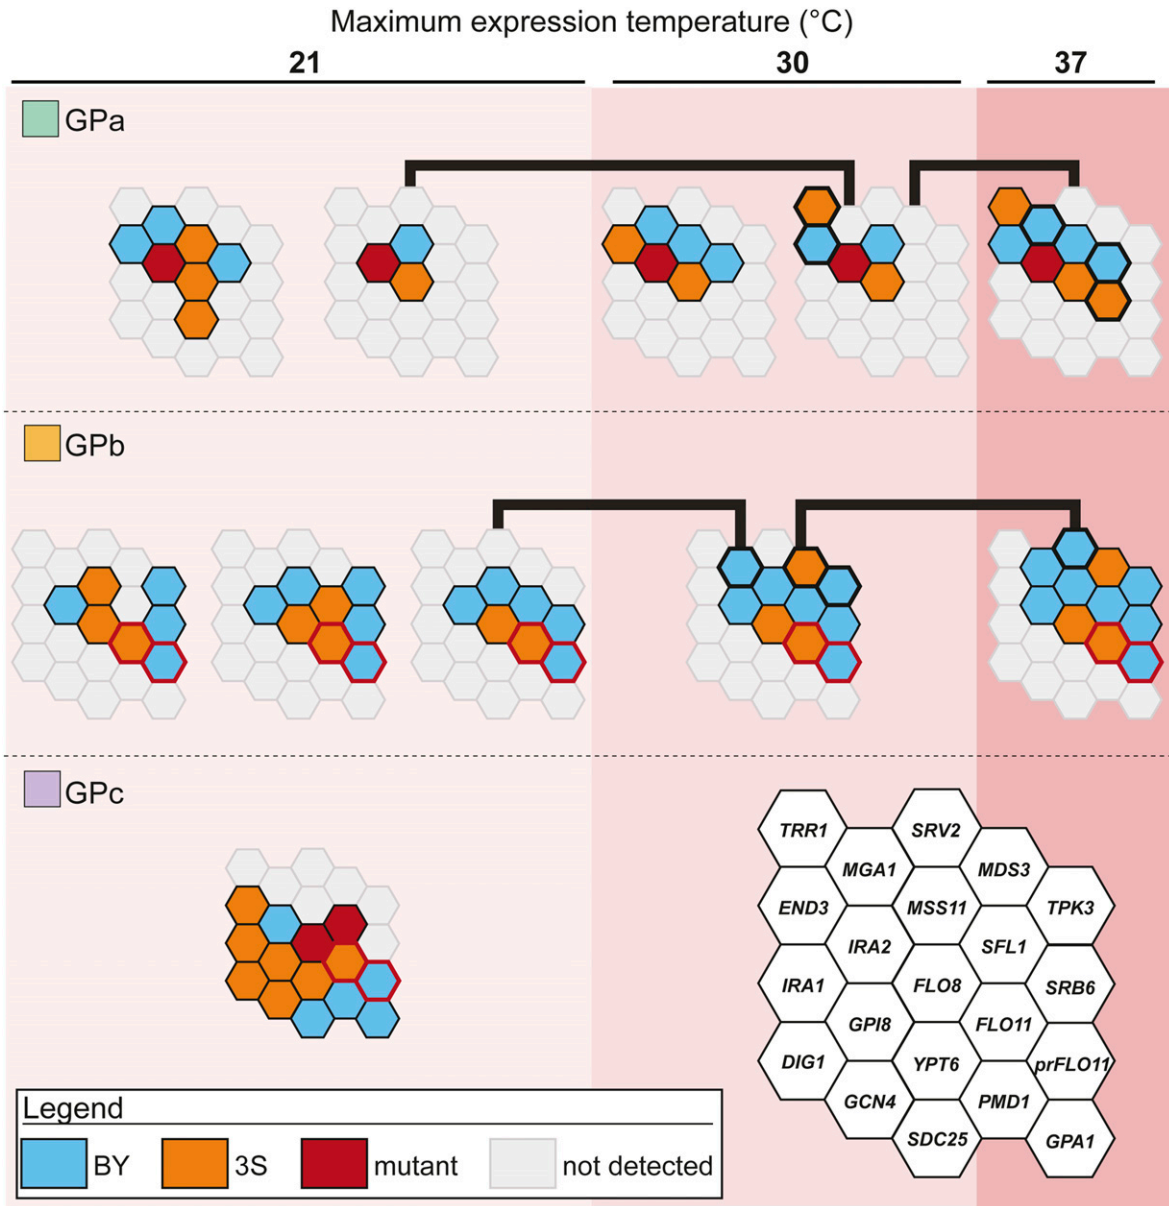 Maximum expression temperature (°C)
21 30 37
GPa
GPb
GPc
TRR1 SRV2
MGA1 MDS3
END3 MSS11 TPK3
IRA2 SFL1
IRA1 FLO8 SRB6
GPI8 FLO11
DIG1 YPT6 prFLO11
GCN4 PMD1
SDC25 GPA1
Legend
BY 3S mutant not detected